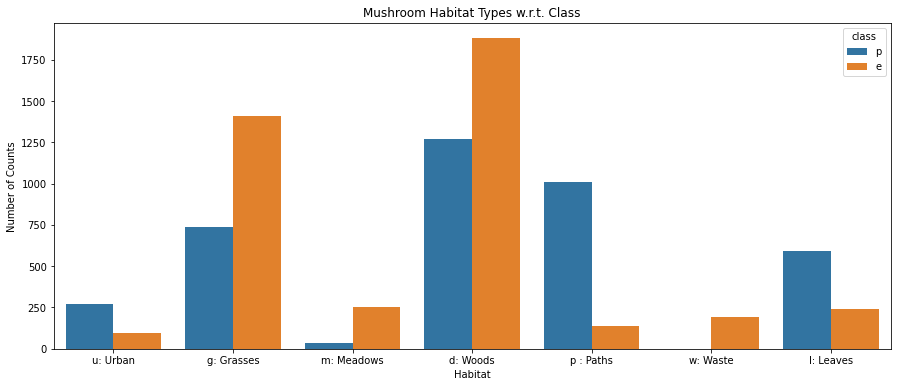 Mushroom Habitat Types w.r.t. Class
class
p
e
Number of Counts
1750
1500
1250
1000
750
500
250
0
u: Urban g: Grasses m: Meadows d: Woods p : Paths w: Waste l: Leaves
Habitat